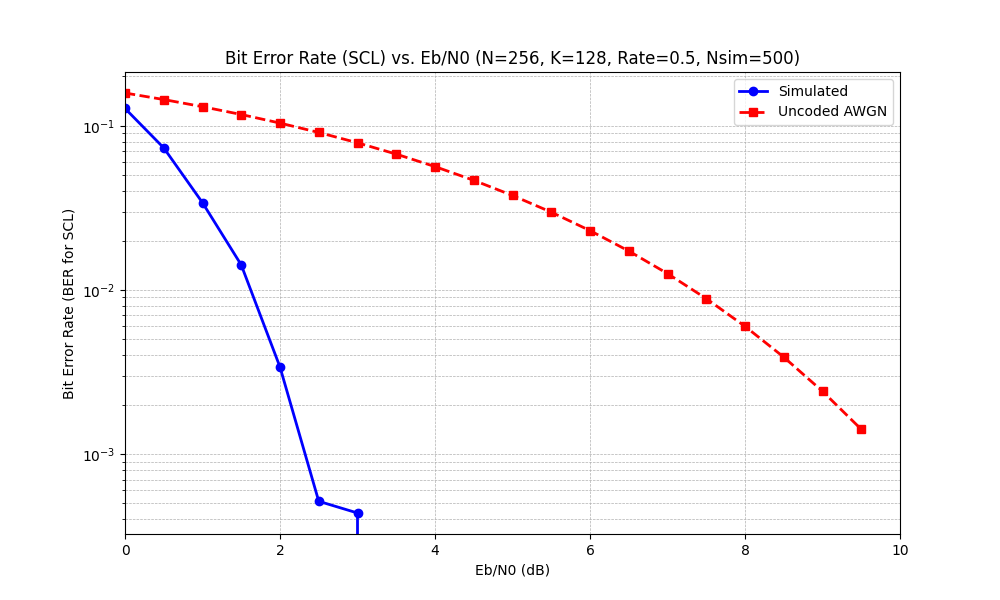 Bit Error Rate (SCL) vs. Eb/N0 (N=256, K=128, Rate=0.5, Nsim=500)
Simulated
Uncoded AWGN
Bit Error Rate (BER for SCL)
10⁻¹
10⁻²
10⁻³
0 2 4 6 8 10
Eb/N0 (dB)